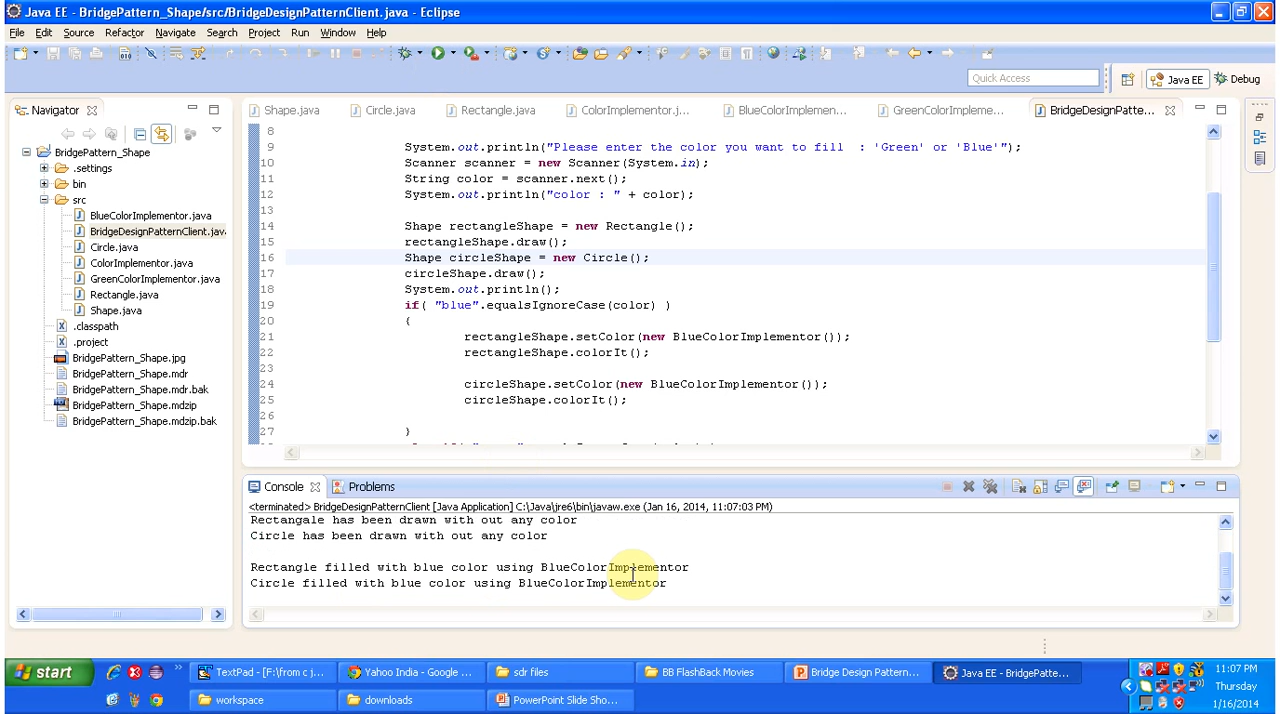 Java EE - BridgePattern_Shape/src/BridgeDesignPatternClient.java - Eclipse
File Edit Source Refactor Navigate Search Project Run Window Help
Quick Access
Java EE
Debug
Navigator
BridgePattern_Shape
.settings
bin
src
BlueColorImplementor.java
BridgeDesignPatternClient.java
Circle.java
ColorImplementor.java
GreenColorImplementor.java
Rectangle.java
Shape.java
.classpath
.project
BridgePattern_Shape.jpg
BridgePattern_Shape.mdr
BridgePattern_Shape.mdr.bak
BridgePattern_Shape.mdzip
BridgePattern_Shape.mdzip.bak
Shape.java Circle.java Rectangle.java ColorImplementor.j... BlueColorImplemen... GreenColorImpleme... BridgeDesignPatte...
8
9 System.out.println("Please enter the color you want to fill : 'Green' or 'Blue'");
10 Scanner scanner = new Scanner(System.in);
11 String color = scanner.next();
12 System.out.println("color : " + color);
13
14 Shape rectangleShape = new Rectangle();
15 rectangleShape.draw();
16 Shape circleShape = new Circle();
17 circleShape.draw();
18 System.out.println();
19 if( "blue".equalsIgnoreCase(color) )
20 {
21 rectangleShape.setColor(new BlueColorImplementor());
22 rectangleShape.colorIt();
23
24 circleShape.setColor(new BlueColorImplementor());
25 circleShape.colorIt();
26
27 }
Console Problems
<terminated> BridgeDesignPatternClient [Java Application] C:\Java\jre6\bin\javaw.exe (Jan 16, 2014, 11:07:03 PM)
Rectangale has been drawn with out any color
Circle has been drawn with out any color
Rectangle filled with blue color using BlueColorImplementor
Circle filled with blue color using BlueColorImplementor
start
TextPad - [F:\from c j... Yahoo India - Google ... sdr files BB FlashBack Movies Bridge Design Pattern... Java EE - BridgePatte...
workspace downloads PowerPoint Slide Sho...
11:07 PM
Thursday
1/16/2014